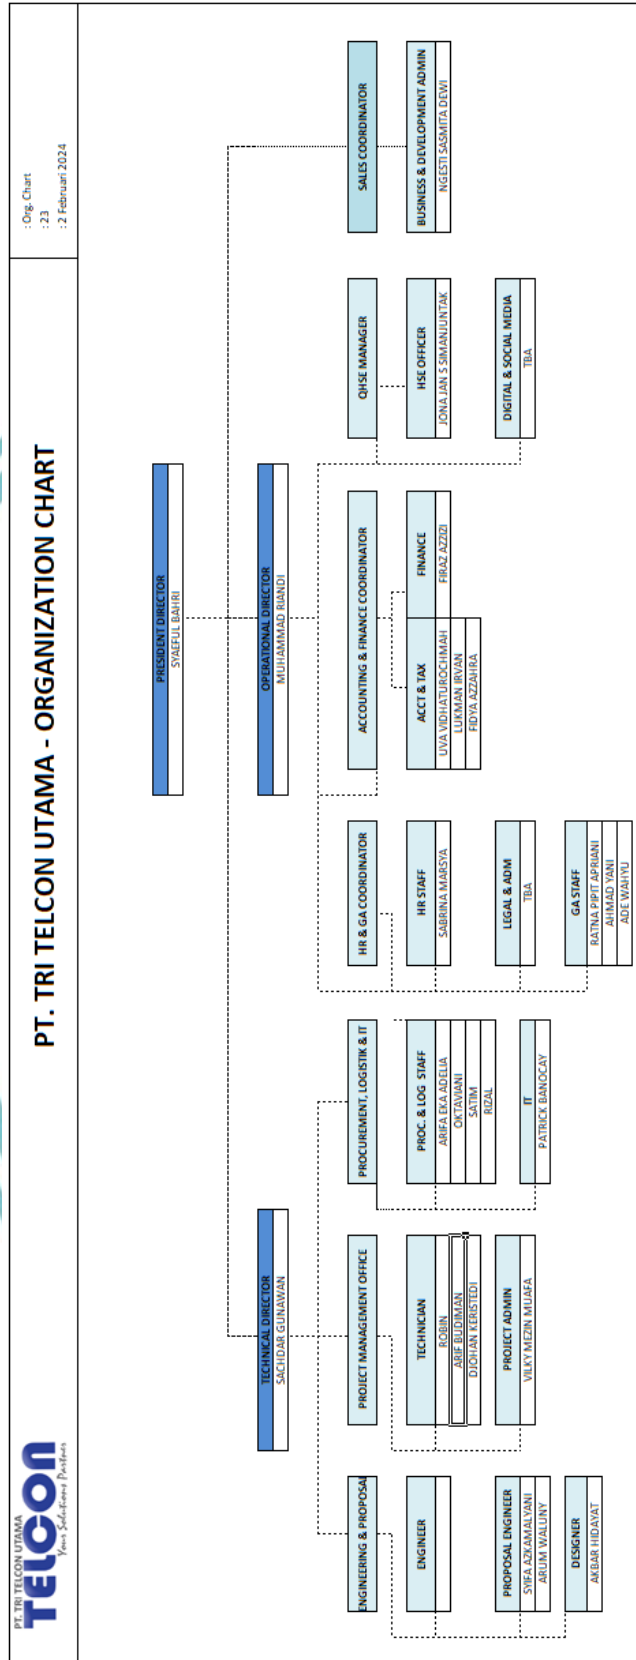 PT. TRI TELCON UTAMA
TELCON
Your Solutions Partner
PT. TRI TELCON UTAMA - ORGANIZATION CHART
: Org. Chart
: 23
: 2 Februari 2024
PRESIDENT DIRECTOR
SYAEFUL BAHRI
TECHNICAL DIRECTOR
SACHDAR GUNAWAN
OPERATIONAL DIRECTOR
MUHAMMAD RIANDI
ENGINEERING & PROPOSAL
PROJECT MANAGEMENT OFFICE
PROCUREMENT, LOGISTIK & IT
HR & GA COORDINATOR
ACCOUNTING & FINANCE COORDINATOR
QHSE MANAGER
SALES COORDINATOR
ENGINEER
PROPOSAL ENGINEER
SYIFA AZKAMALYANI
ARUM WALUNY
DESIGNER
AKBAR HIDAYAT
TECHNICIAN
ROBIN
ARIF BUDIMAN
DJOHAN KERISTEDI
PROJECT ADMIN
VILKY MEZIN MUAFA
PROC. & LOG STAFF
ARIFA EKA ADELIA
OKTAVIANI
SATIM
RIZAL
IT
PATRICK BANOCAY
HR STAFF
SABRINA MARSYA
LEGAL & ADM
TBA
GA STAFF
RATNA PIPIT APRIANI
AHMAD YANI
ADE WAHYU
ACCT & TAX
UVA VIDHATUROCHMAH
LUKMAN IRVAN
FIDYA AZZAHRA
FINANCE
FIRAZ AZZIZI
HSE OFFICER
JONA JAN S SIMANJUNTAK
DIGITAL & SOCIAL MEDIA
TBA
BUSINESS & DEVELOPMENT ADMIN
NGESTI SASMITA DEWI